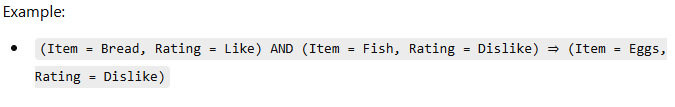 Example:
• (Item = Bread, Rating = Like) AND (Item = Fish, Rating = Dislike) ⇒ (Item = Eggs,
Rating = Dislike)